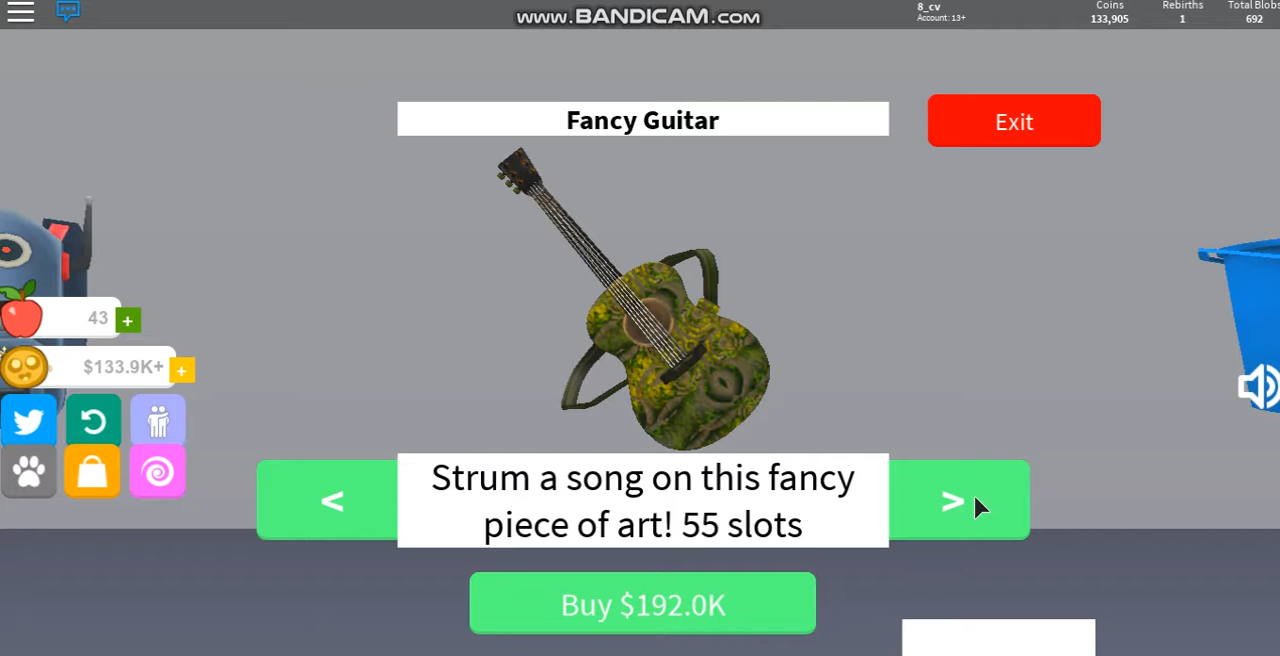 www.BANDICAM.com
8_cv
Account: 13+
Coins
133,905
Rebirths
1
Total Blobs
692
Fancy Guitar
Exit
43
+
$133.9K+
+
<
Strum a song on this fancy
piece of art! 55 slots
>
Buy $192.0K